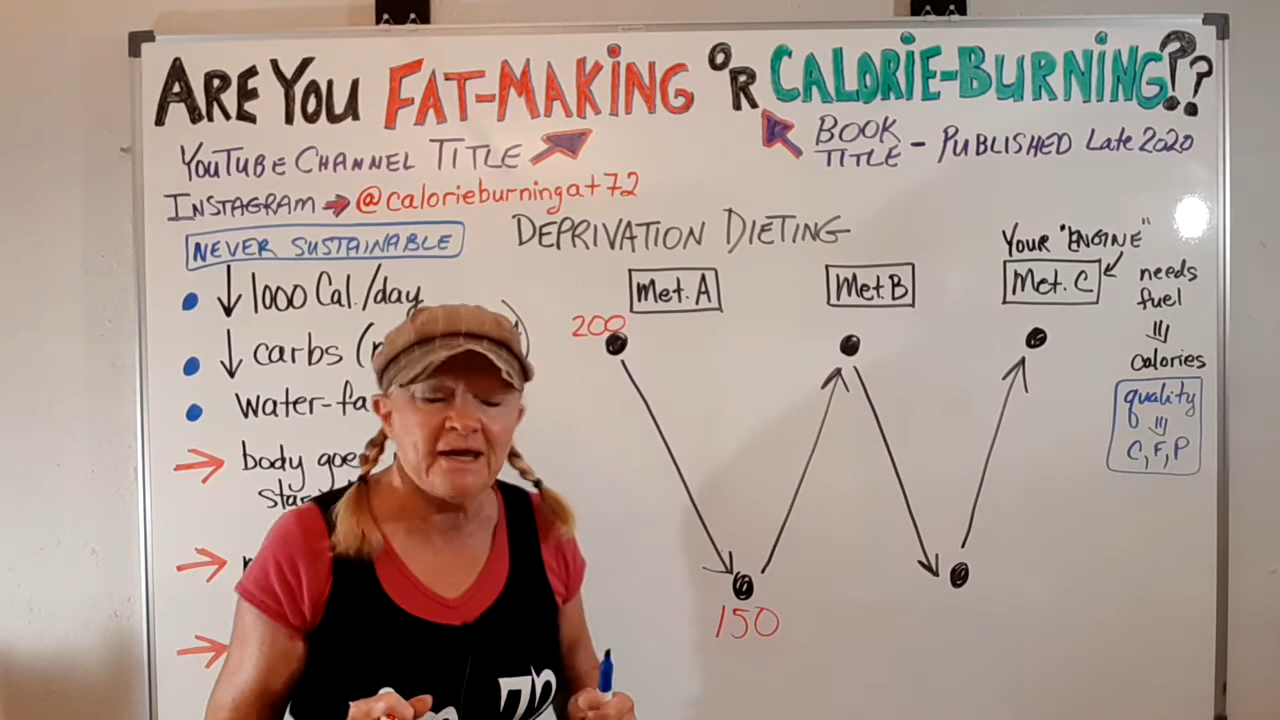 ARE YOU FAT-MAKING OR CALORIE-BURNING??
YOUTUBE CHANNEL TITLE
BOOK TITLE - PUBLISHED Late 2020
INSTAGRAM → @calorieburningat72
NEVER SUSTAINABLE
DEPRIVATION DIETING
↓ 1000 Cal./day
↓ carbs (
water-
body
200
150
Met. A
Met. B
YOUR "ENGINE"
Met. C
needs
fuel
calories
quality
C, F, P
72